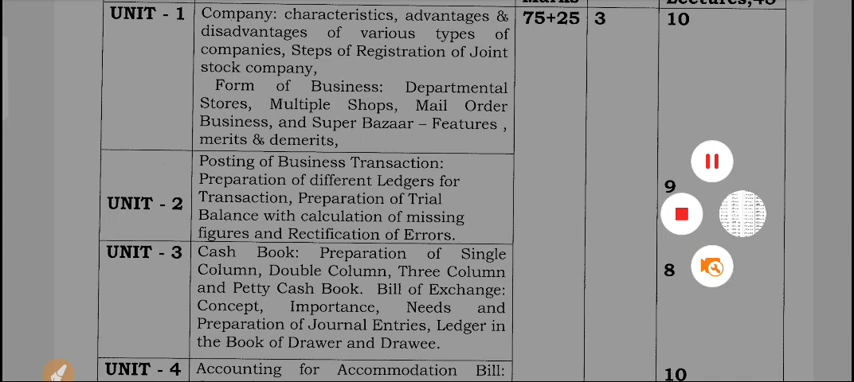 UNIT - 1 Company: characteristics, advantages & 75+25 3 10
disadvantages of various types of
companies, Steps of Registration of Joint
stock company,
Form of Business: Departmental
Stores, Multiple Shops, Mail Order
Business, and Super Bazaar – Features ,
merits & demerits,
Posting of Business Transaction:
Preparation of different Ledgers for 9
UNIT - 2 Transaction, Preparation of Trial
Balance with calculation of missing
figures and Rectification of Errors.
UNIT - 3 Cash Book: Preparation of Single
Column, Double Column, Three Column 8
and Petty Cash Book. Bill of Exchange:
Concept, Importance, Needs and
Preparation of Journal Entries, Ledger in
the Book of Drawer and Drawee.
UNIT - 4 Accounting for Accommodation Bill: 10